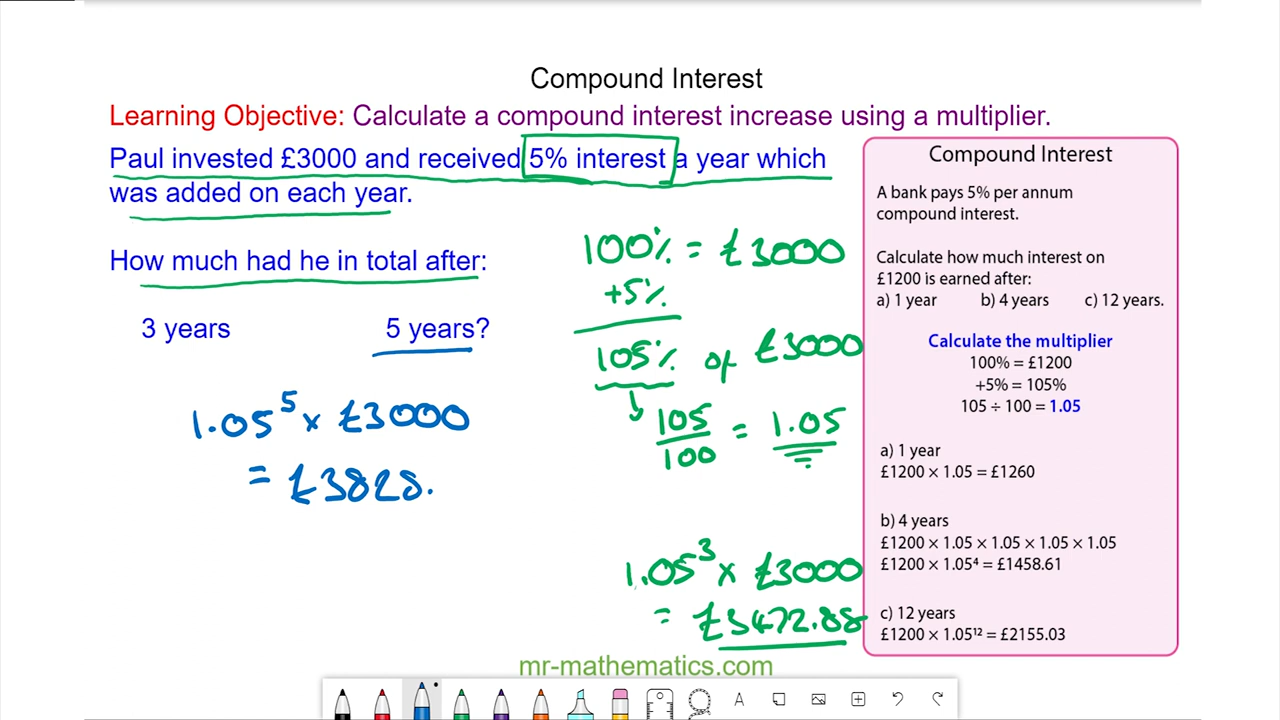 Compound Interest
Learning Objective: Calculate a compound interest increase using a multiplier.
Paul invested £3000 and received 5% interest a year which
was added on each year.
How much had he in total after:
3 years 5 years?
1.05⁵ × £3000
= £3828.
100% = £3000
+5%
105% of £3000
105
100
= 1.05
1.05³ × £3000
= £3472.88
Compound Interest
A bank pays 5% per annum
compound interest.
Calculate how much interest on
£1200 is earned after:
a) 1 year b) 4 years c) 12 years.
Calculate the multiplier
100% = £1200
+5% = 105%
105 ÷ 100 = 1.05
a) 1 year
£1200 × 1.05 = £1260
b) 4 years
£1200 × 1.05 × 1.05 × 1.05 × 1.05
£1200 × 1.05⁴ = £1458.61
c) 12 years
£1200 × 1.05¹² = £2155.03
mr-mathematics.com
A